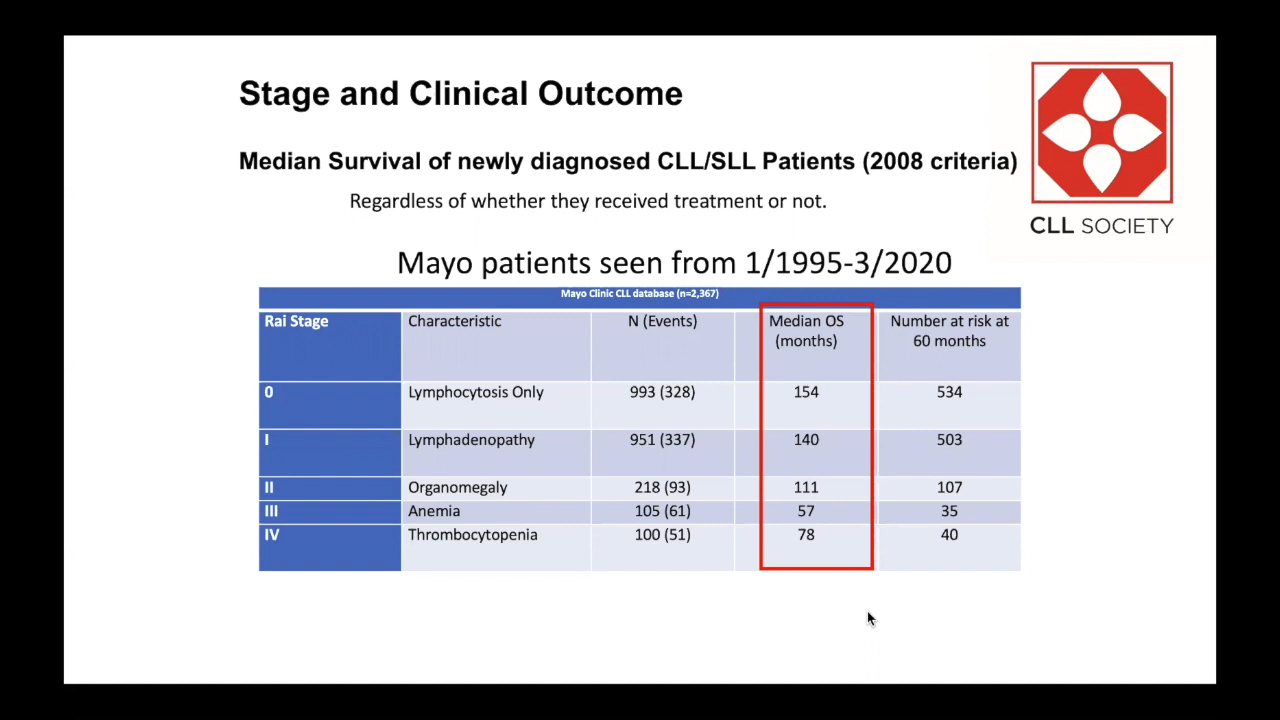 Stage and Clinical Outcome
Median Survival of newly diagnosed CLL/SLL Patients (2008 criteria)
Regardless of whether they received treatment or not.
CLL SOCIETY
Mayo patients seen from 1/1995-3/2020
Mayo Clinic CLL database (n=2,367)
Rai Stage Characteristic N (Events) Median OS (months) Number at risk at 60 months
0 Lymphocytosis Only 993 (328) 154 534
I Lymphadenopathy 951 (337) 140 503
II Organomegaly 218 (93) 111 107
III Anemia 105 (61) 57 35
IV Thrombocytopenia 100 (51) 78 40